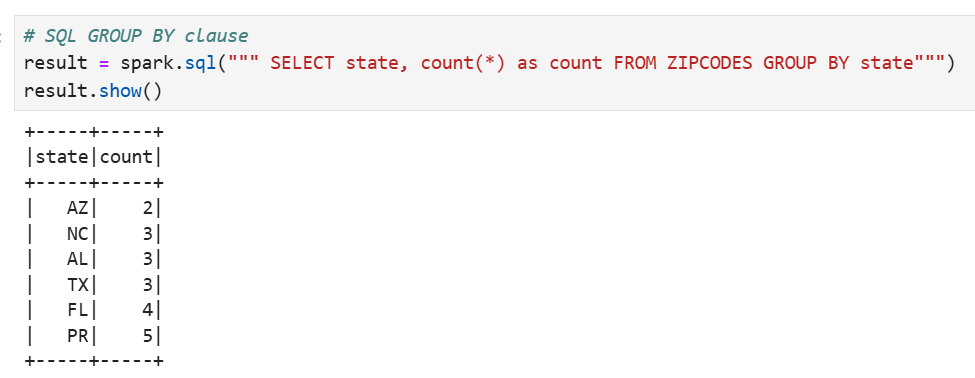 # SQL GROUP BY clause
result = spark.sql(""" SELECT state, count(*) as count FROM ZIPCODES GROUP BY state""")
result.show()
+-----+-----+
|state|count|
+-----+-----+
|   AZ|    2|
|   NC|    3|
|   AL|    3|
|   TX|    3|
|   FL|    4|
|   PR|    5|
+-----+-----+